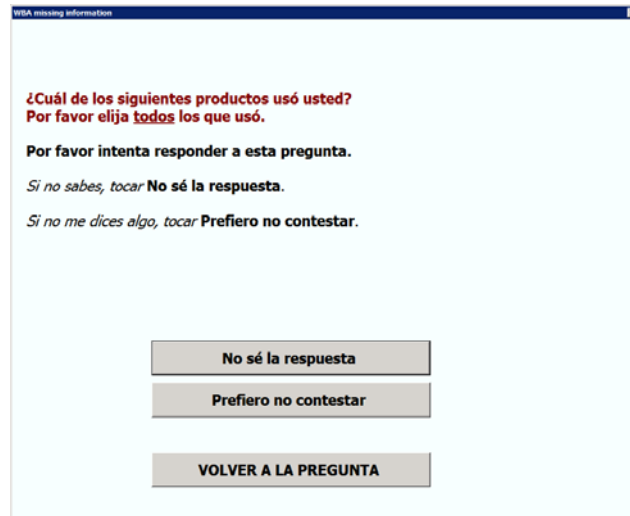 WBA missing information
¿Cuál de los siguientes productos usó usted?
Por favor elija todos los que usó.
Por favor intenta responder a esta pregunta.
Si no sabes, tocar No sé la respuesta.
Si no me dices algo, tocar Prefiero no contestar.
No sé la respuesta
Prefiero no contestar
VOLVER A LA PREGUNTA